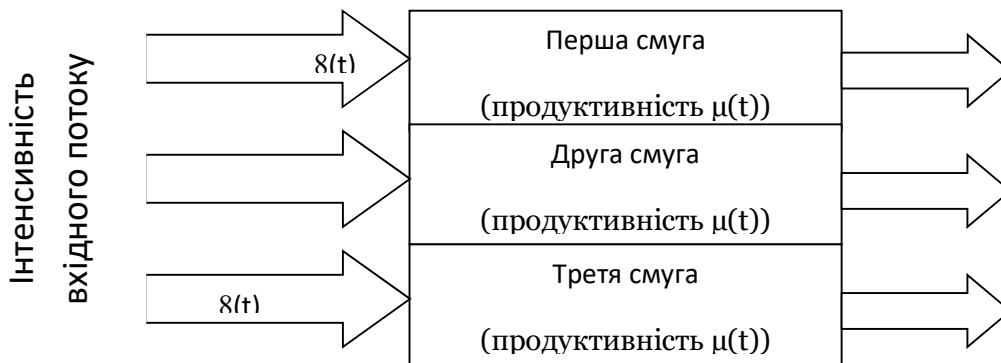 Інтенсивність
вхідного потоку
8(t)
Перша смуга
(продуктивність μ(t))
Друга смуга
(продуктивність μ(t))
8(t)
Третя смуга
(продуктивність μ(t))